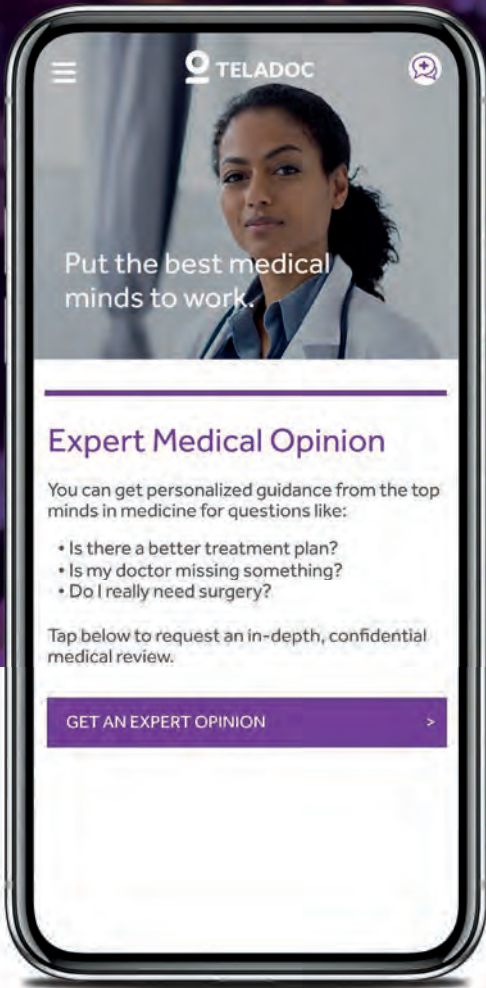 TELADOC
Put the best medical
minds to work.
Expert Medical Opinion
You can get personalized guidance from the top
minds in medicine for questions like:
• Is there a better treatment plan?
• Is my doctor missing something?
• Do I really need surgery?
Tap below to request an in-depth, confidential
medical review.
GET AN EXPERT OPINION >